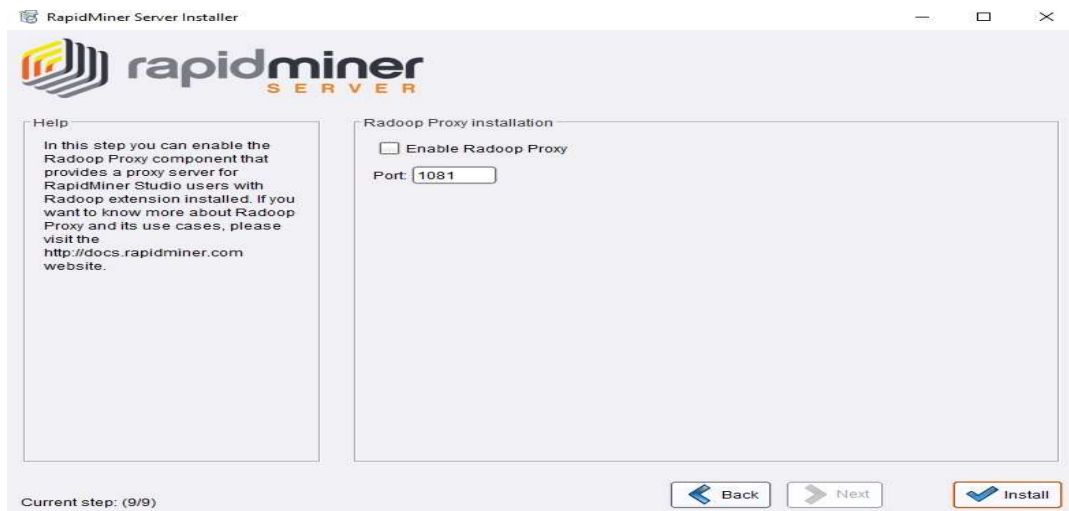 RapidMiner Server Installer
rapidminer
SERVER
Help
In this step you can enable the
Radoop Proxy component that
provides a proxy server for
RapidMiner Studio users with
Radoop extension installed. If you
want to know more about Radoop
Proxy and its use cases, please
visit the
http://docs.rapidminer.com
website.
Radoop Proxy installation
Enable Radoop Proxy
Port: 1081
Current step: (9/9)
Back
Next
Install